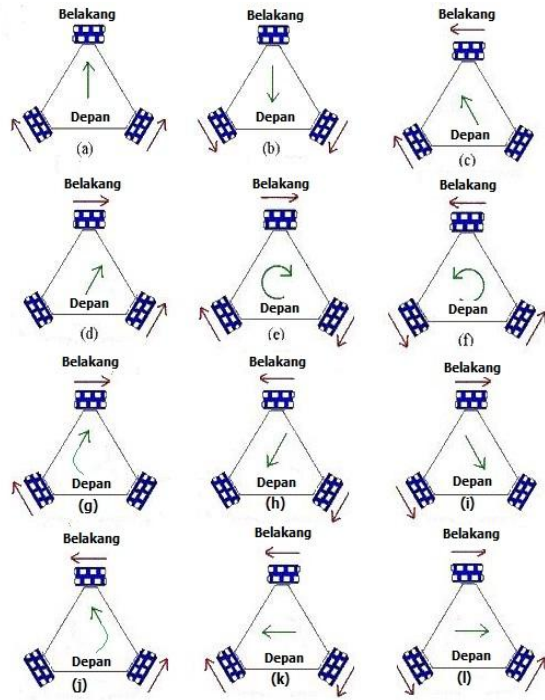 Belakang Belakang Belakang
Depan Depan Depan
(a) (b) (c)
Belakang Belakang Belakang
Depan Depan Depan
(d) (e) (f)
Belakang Belakang Belakang
Depan Depan Depan
(g) (h) (i)
Belakang Belakang Belakang
Depan Depan Depan
(j) (k) (l)